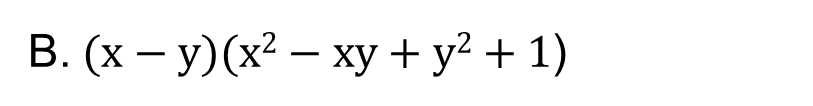 B. (x − y)(x² − xy + y² + 1)